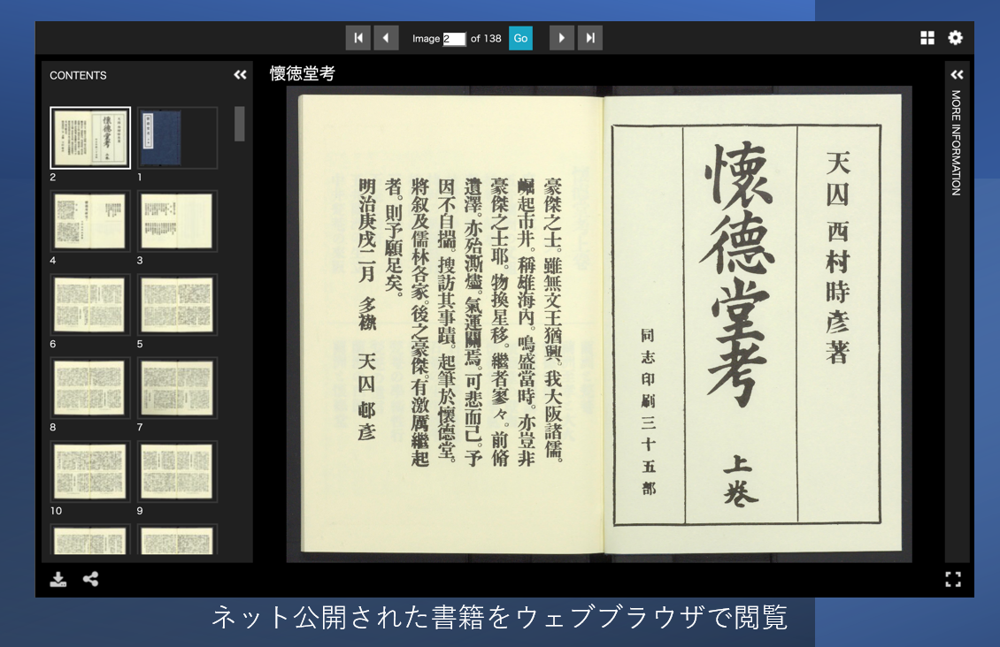 Image 2 of 138 Go
CONTENTS
懷徳堂考
MORE INFORMATION
2
1
4
3
6
5
8
7
10
9
天囚 西村時彦著
懷德堂考 上巻
同志印刷三十五部
豪傑之士。雖無文王猶興。我大阪諸儒。
崛起市井。稱雄海內。鳴盛當時。亦豈非
豪傑之士耶。物換星移。繼者寥々。前脩
遺澤。亦殆澌燼。氣運關焉。可悲而已。予
因不自揣。搜訪其事蹟。起筆於懷德堂。
將叙及儒林各家。後之豪傑。有激厲繼起
者。則予願足矣。
明治庚戌二月 多襟 天囚 邨彥
ネット公開された書籍をウェブブラウザで閲覧